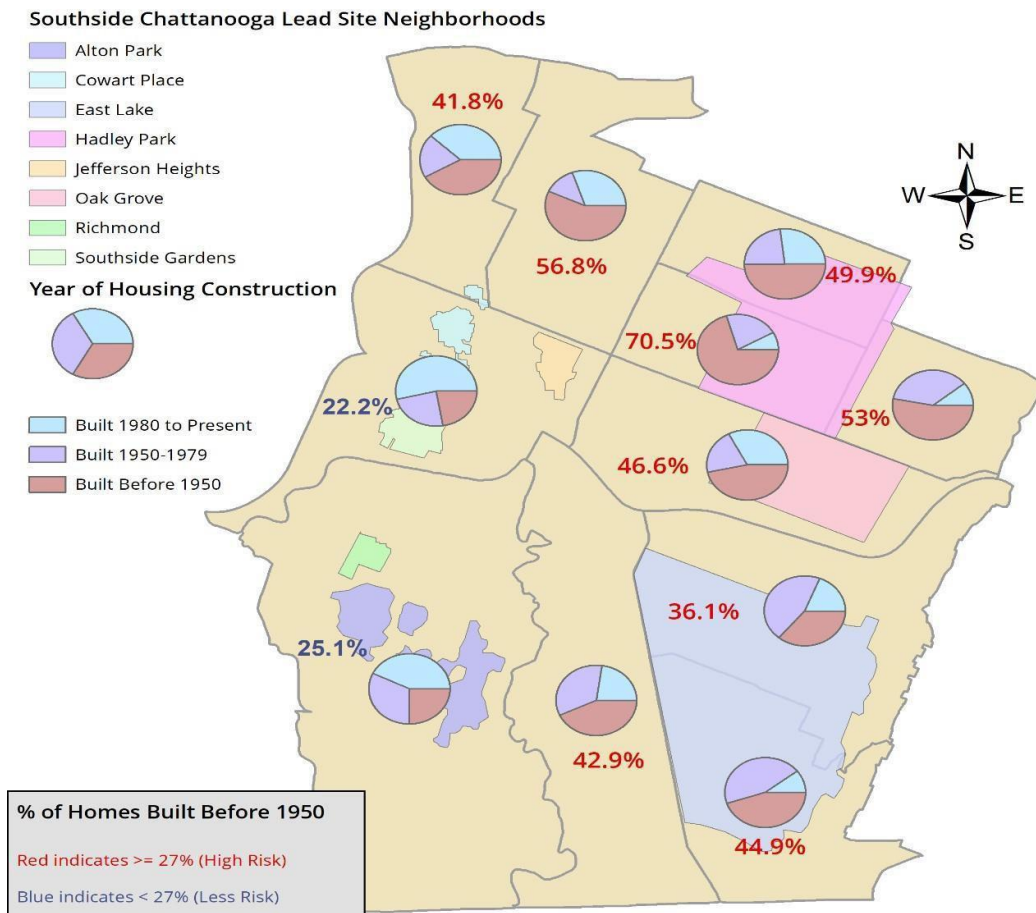 Southside Chattanooga Lead Site Neighborhoods
Alton Park
Cowart Place
East Lake
Hadley Park
Jefferson Heights
Oak Grove
Richmond
Southside Gardens
Year of Housing Construction
Built 1980 to Present
Built 1950-1979
Built Before 1950
41.8%
56.8%
49.9%
70.5%
53%
22.2%
46.6%
36.1%
25.1%
42.9%
44.9%
N
W E
S
% of Homes Built Before 1950
Red indicates >= 27% (High Risk)
Blue indicates < 27% (Less Risk)